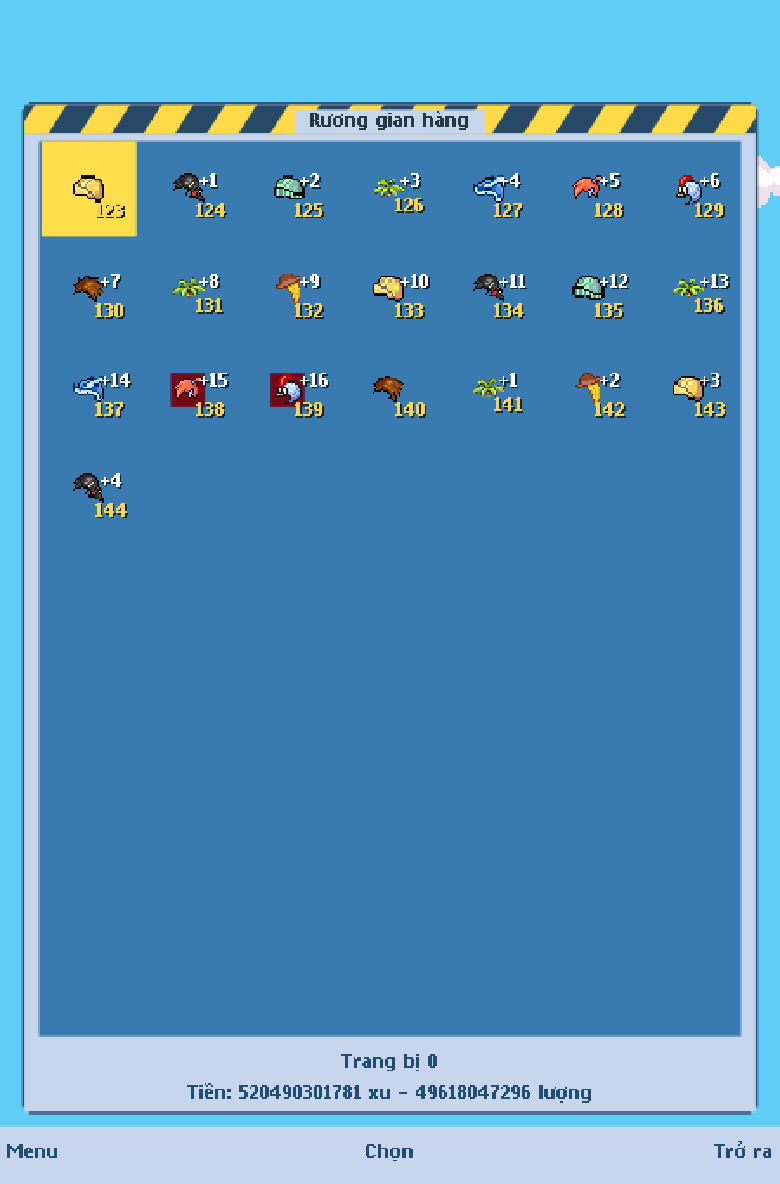 Rương gian hàng
+1 +2 +3 +4 +5 +6
123 124 125 126 127 128 129
+7 +8 +9 +10 +11 +12 +13
130 131 132 133 134 135 136
+14 +15 +16 +1 +2 +3
137 138 139 140 141 142 143
+4
144
Trang bị 0
Tiền: 520490301781 xu - 49618047296 lượng
Menu Chọn Trở ra